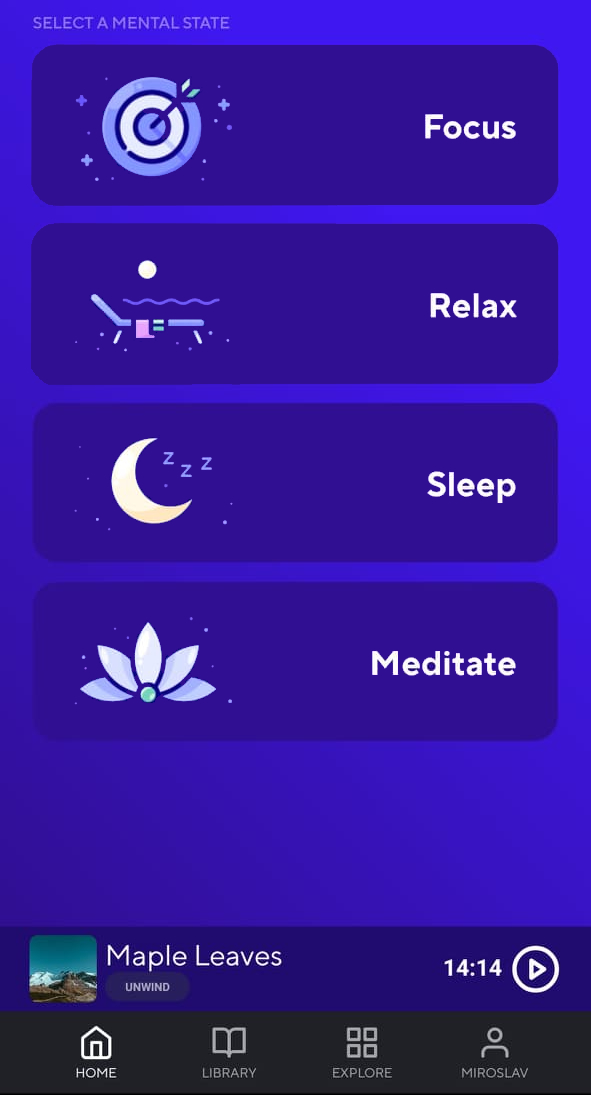 SELECT A MENTAL STATE
Focus
Relax
z z z
Sleep
Meditate
Maple Leaves
UNWIND
14:14
HOME LIBRARY EXPLORE MIROSLAV